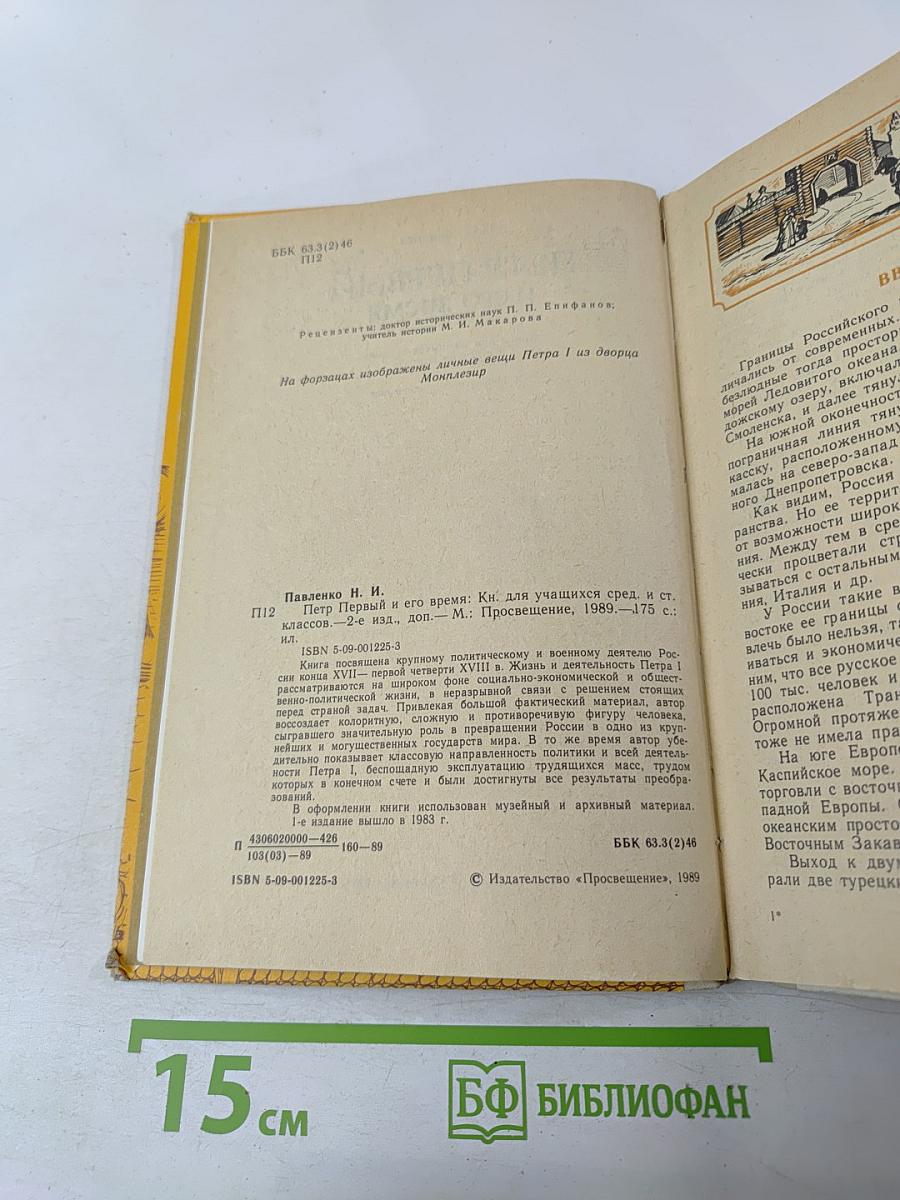 ББК 63.3(2)46
П12
Рецензенты: доктор исторических наук П. П. Епифанов;
учитель истории М. И. Макарова
На форзацах изображены личные вещи Петра I из дворца
Монплезир
Павленко Н. И.
П12 Петр Первый и его время: Кн. для учащихся сред. и ст.
классов.—2-е изд., доп.— М.: Просвещение, 1989.—175 с.:
ил.
ISBN 5-09-001225-3
Книга посвящена крупному политическому и военному деятелю Рос-
сии конца XVII— первой четверти XVIII в. Жизнь и деятельность Петра I
рассматриваются на широком фоне социально-экономической и общест-
венно-политической жизни, в неразрывной связи с решением стоящих
перед страной задач. Привлекая большой фактический материал, автор
воссоздает колоритную, сложную и противоречивую фигуру человека,
сыгравшего значительную роль в превращении России в одно из круп-
нейших и могущественных государств мира. В то же время автор убе-
дительно показывает классовую направленность политики и всей деятель-
ности Петра I, беспощадную эксплуатацию трудящихся масс, трудом
которых в конечном счете и были достигнуты все результаты преобра-
зований.
В оформлении книги использован музейный и архивный материал.
1-е издание вышло в 1983 г.
П 4306020000—426
103(03)—89 160—89 ББК 63.3(2)46
ISBN 5-09-001225-3 © Издательство «Просвещение», 1989
ВВ
Границы Российского
личались от современных.
безлюдные тогда простор
морей Ледовитого океана
дожскому озеру, включал
Смоленска, и далее тяну
На южной оконечност
пограничная линия тяну
касску, расположенному
малась на северо-запад
ного Днепропетровска.
Как видим, Россия
ранства. Но ее террит
от возможности широк
ния. Между тем в сре
чески процветали стр
зываться с остальным
ния, Италия и др.
У России такие в
востоке ее границы о
влечь было нельзя, та
иваться и экономиче
ним, что все русское
100 тыс. человек и
расположена Тран
Огромной протяже
тоже не имела пра
На юге Европе
Каспийское море.
торговли с восточн
падной Европы.
океанским простo
Восточным Закав
Выход к двум
рали две турецки
1*
15 см
БФ БИБЛИОФАН